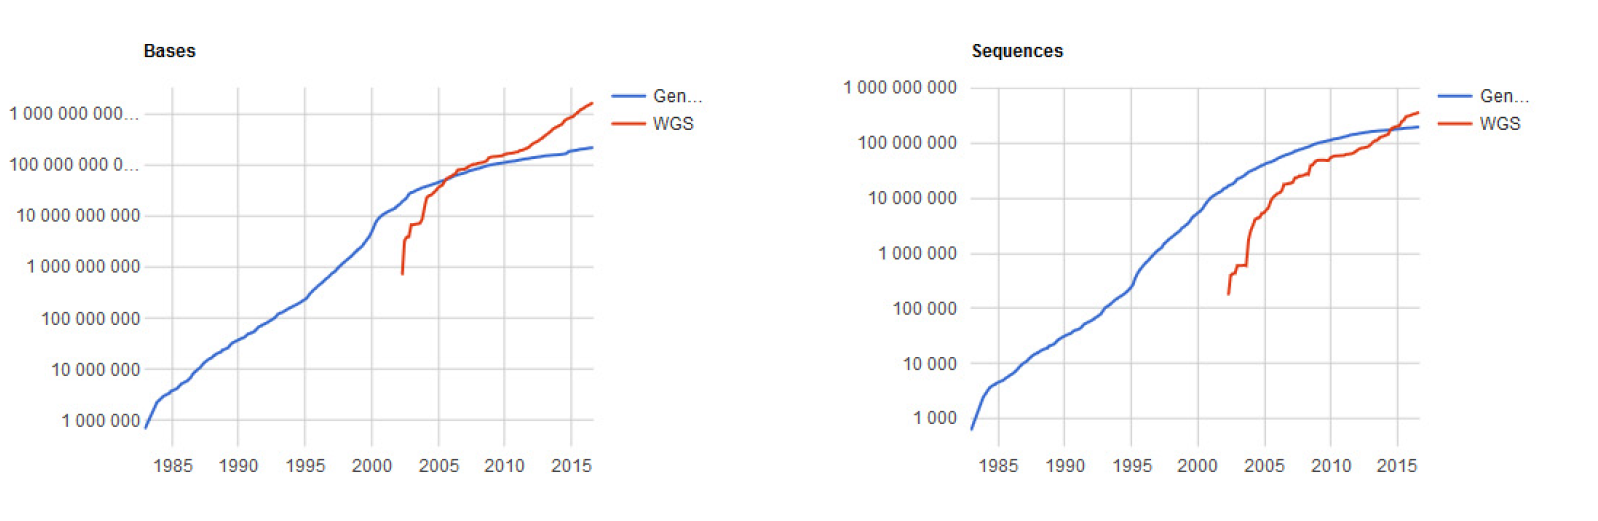 Bases
1 000 000 000...
100 000 000 0...
10 000 000 000
1 000 000 000
100 000 000
10 000 000
1 000 000
1985 1990 1995 2000 2005 2010 2015
Gen...
WGS
Sequences
1 000 000 000
100 000 000
10 000 000
1 000 000
100 000
10 000
1 000
1985 1990 1995 2000 2005 2010 2015
Gen...
WGS